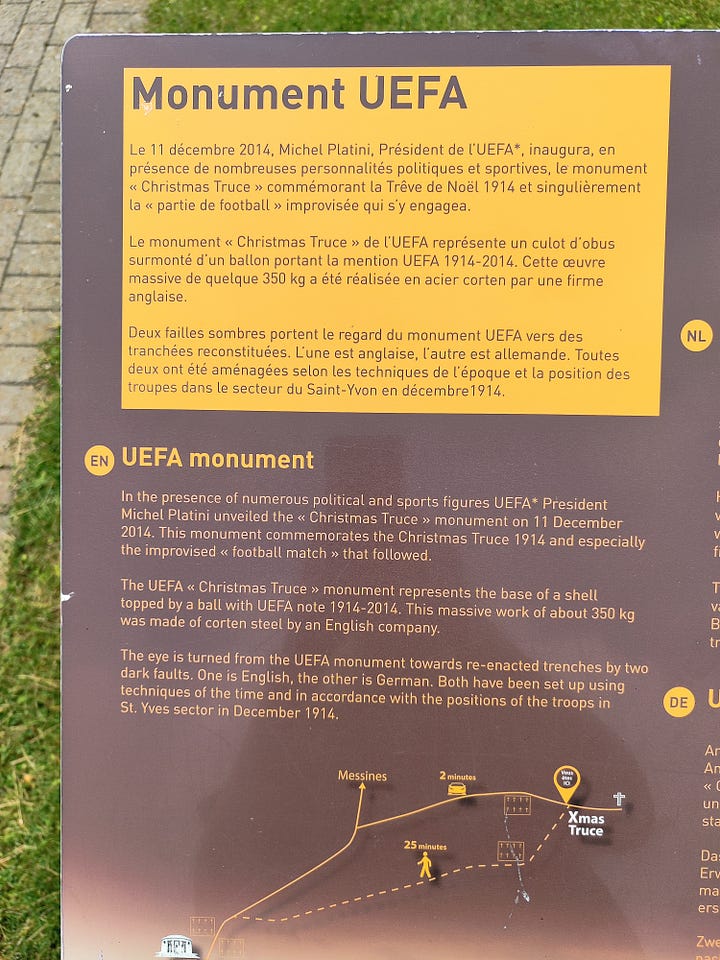 Monument UEFA
Le 11 décembre 2014, Michel Platini, Président de l'UEFA*, inaugura, en
présence de nombreuses personnalités politiques et sportives, le monument
« Christmas Truce » commémorant la Trêve de Noël 1914 et singulièrement
la « partie de football » improvisée qui s'y engagea.
Le monument « Christmas Truce » de l'UEFA représente un culot d'obus
surmonté d'un ballon portant la mention UEFA 1914-2014. Cette œuvre
massive de quelque 350 kg a été réalisée en acier corten par une firme
anglaise.
Deux failles sombres portent le regard du monument UEFA vers des
tranchées reconstituées. L'une est anglaise, l'autre est allemande. Toutes
deux ont été aménagées selon les techniques de l'époque et la position des
troupes dans le secteur du Saint-Yvon en décembre1914.
EN UEFA monument
In the presence of numerous political and sports figures UEFA* President
Michel Platini unveiled the « Christmas Truce » monument on 11 December
2014. This monument commemorates the Christmas Truce 1914 and especially
the improvised « football match » that followed.
The UEFA « Christmas Truce » monument represents the base of a shell
topped by a ball with UEFA note 1914-2014. This massive work of about 350 kg
was made of corten steel by an English company.
The eye is turned from the UEFA monument towards re-enacted trenches by two
dark faults. One is English, the other is German. Both have been set up using
techniques of the time and in accordance with the positions of the troops in
St. Yves sector in December 1914.
Messines
2 minutes
Vous
êtes
ICI
Xmas
Truce
25 minutes
NL
DE U
« C
un
sta
Das
Erv
ma
ers
Zwe